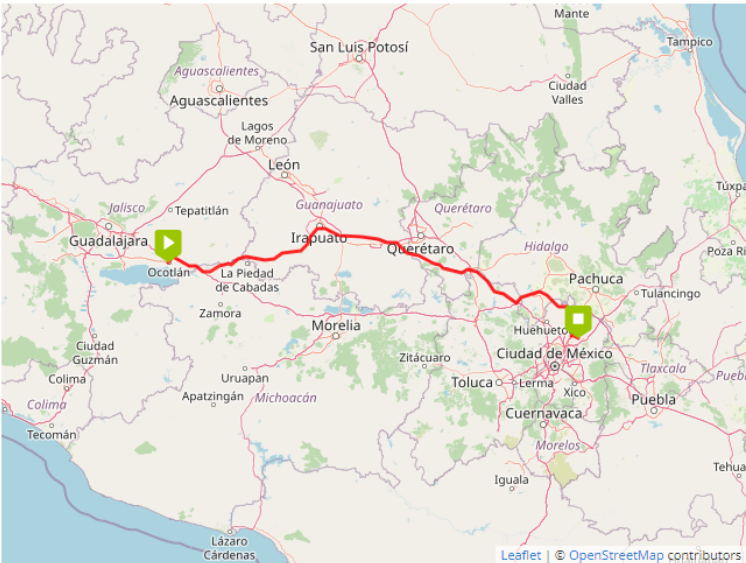 Mante
San Luis Potosí
Tampico
Aguascalientes
Ciudad
Valles
Aguascalientes
Lagos
de Moreno
León
Jalisco
Tepatitlán
Guanajuato
Querétaro
Guadalajara
Irapuato
Querétaro
Hidalgo
Poza Ri
Ocotlán
La Piedad
de Cabadas
Pachuca
Tulancingo
Zamora
Morelia
Huehueto
Ciudad de México
Ciudad
Guzmán
Zitácuaro
Tlaxcala
Colima
Uruapan
Toluca
Lerma
Xico
Puebl
Apatzingán
Michoacán
Puebla
Colima
Cuernavaca
Tecomán
Morelos
Iguala
Tehua
Lázaro
Cárdenas
Leaflet | © OpenStreetMap contributors